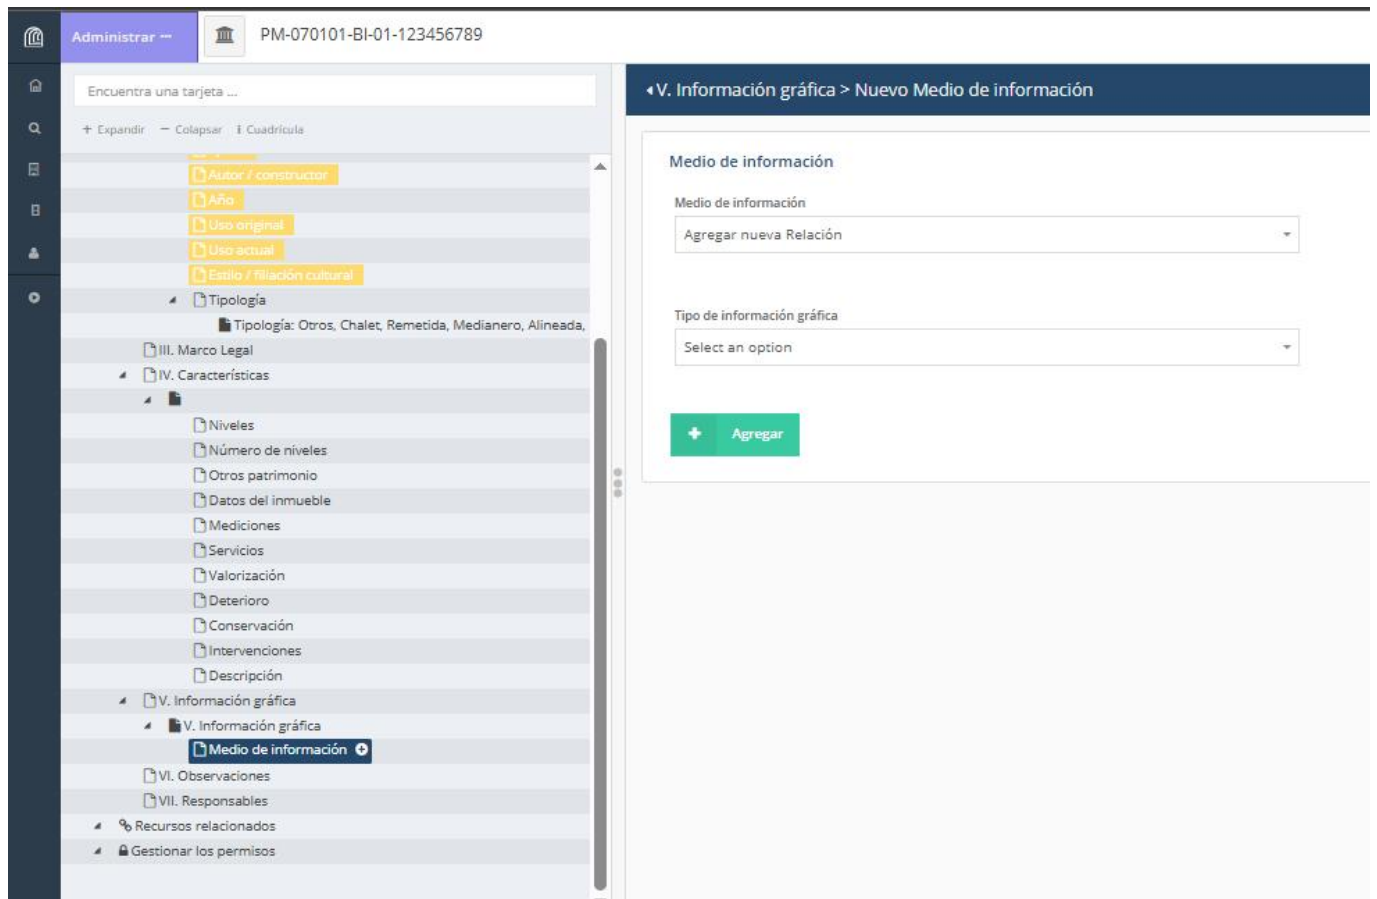 Administrar
PM-070101-BI-01-123456789
Encuentra una tarjeta ...
+ Expandir − Colapsar i Cuadrícula
Autor / constructor
Año
Uso original
Uso actual
Estilo / filiación cultural
Tipología
Tipología: Otros, Chalet, Remetida, Medianero, Alineada,
III. Marco Legal
IV. Características
Niveles
Número de niveles
Otros patrimonio
Datos del inmueble
Mediciones
Servicios
Valorización
Deterioro
Conservación
Intervenciones
Descripción
V. Información gráfica
V. Información gráfica
Medio de información
VI. Observaciones
VII. Responsables
Recursos relacionados
Gestionar los permisos
V. Información gráfica > Nuevo Medio de información
Medio de información
Medio de información
Agregar nueva Relación
Tipo de información gráfica
Select an option
+ Agregar